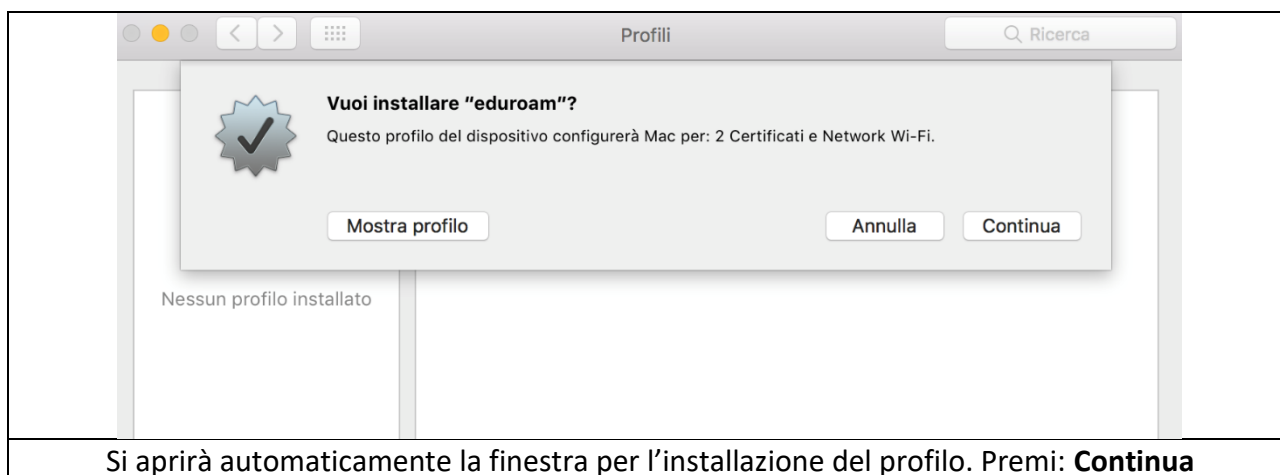 Profili
Ricerca
Vuoi installare “eduroam”?
Questo profilo del dispositivo configurerà Mac per: 2 Certificati e Network Wi-Fi.
Mostra profilo
Annulla
Continua
Nessun profilo installato
Si aprirà automaticamente la finestra per l’installazione del profilo. Premi: Continua